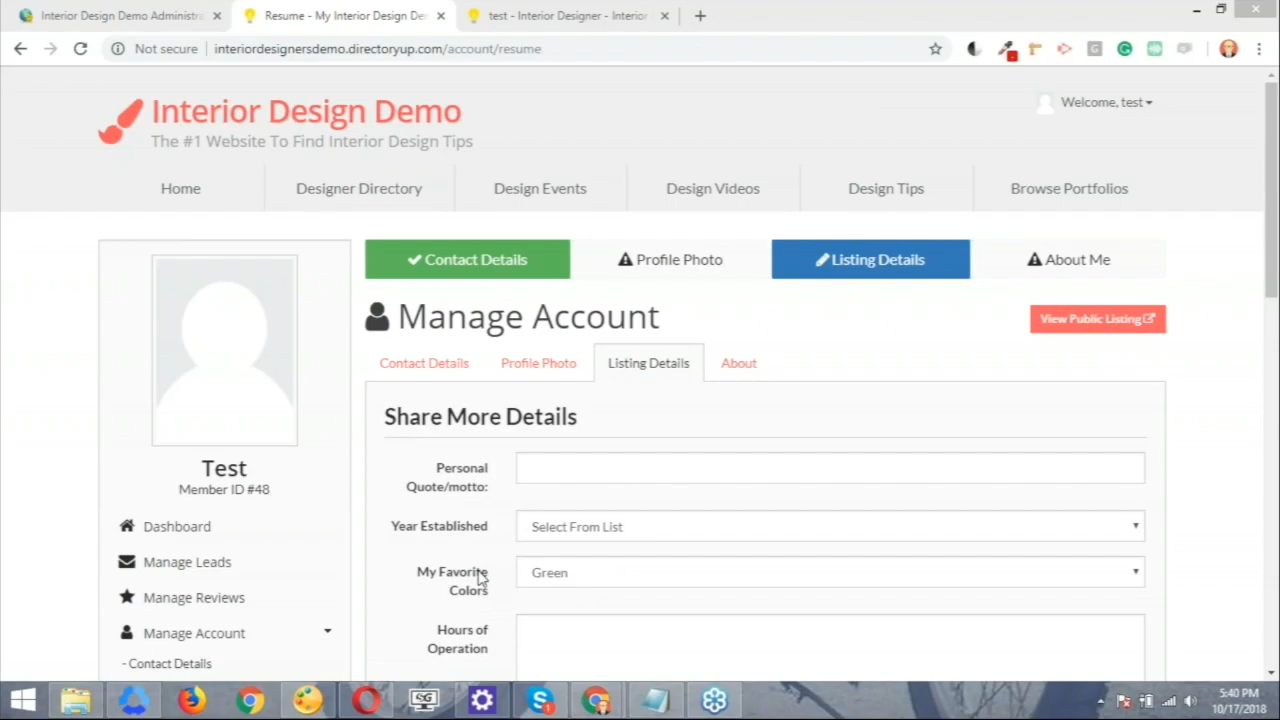 Interior Design Demo Administra
Resume - My Interior Design De
test - Interior Designer - Interior
Not secure
interiordesignersdemo.directoryup.com/account/resume
Interior Design Demo
The #1 Website To Find Interior Design Tips
Welcome, test
Home
Designer Directory
Design Events
Design Videos
Design Tips
Browse Portfolios
Contact Details
Profile Photo
Listing Details
About Me
Manage Account
View Public Listing
Contact Details
Profile Photo
Listing Details
About
Share More Details
Personal
Quote/motto:
Year Established
Select From List
My Favorite
Colors
Green
Hours of
Operation
Test
Member ID #48
Dashboard
Manage Leads
Manage Reviews
Manage Account
- Contact Details
SG
5:40 PM
10/17/2018